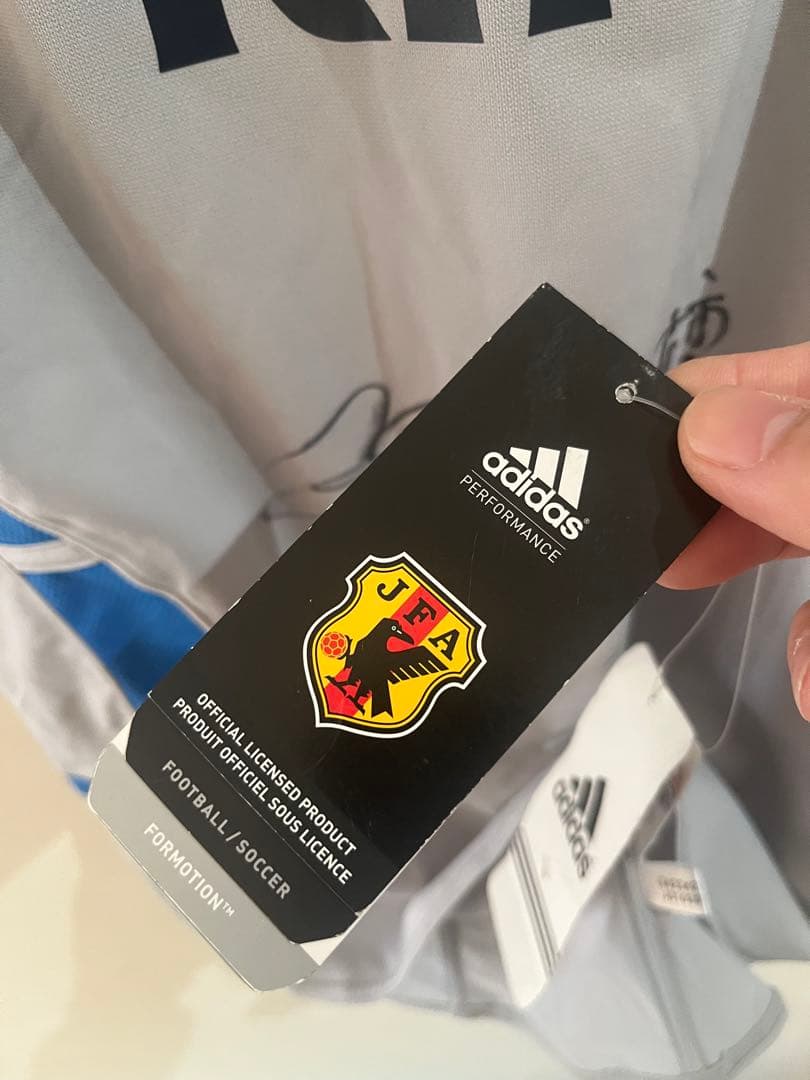 adidas
PERFORMANCE
JFA
OFFICIAL LICENSED PRODUCT
PRODUIT OFFICIEL SOUS LICENCE
FOOTBALL / SOCCER
FORMOTION™
adidas